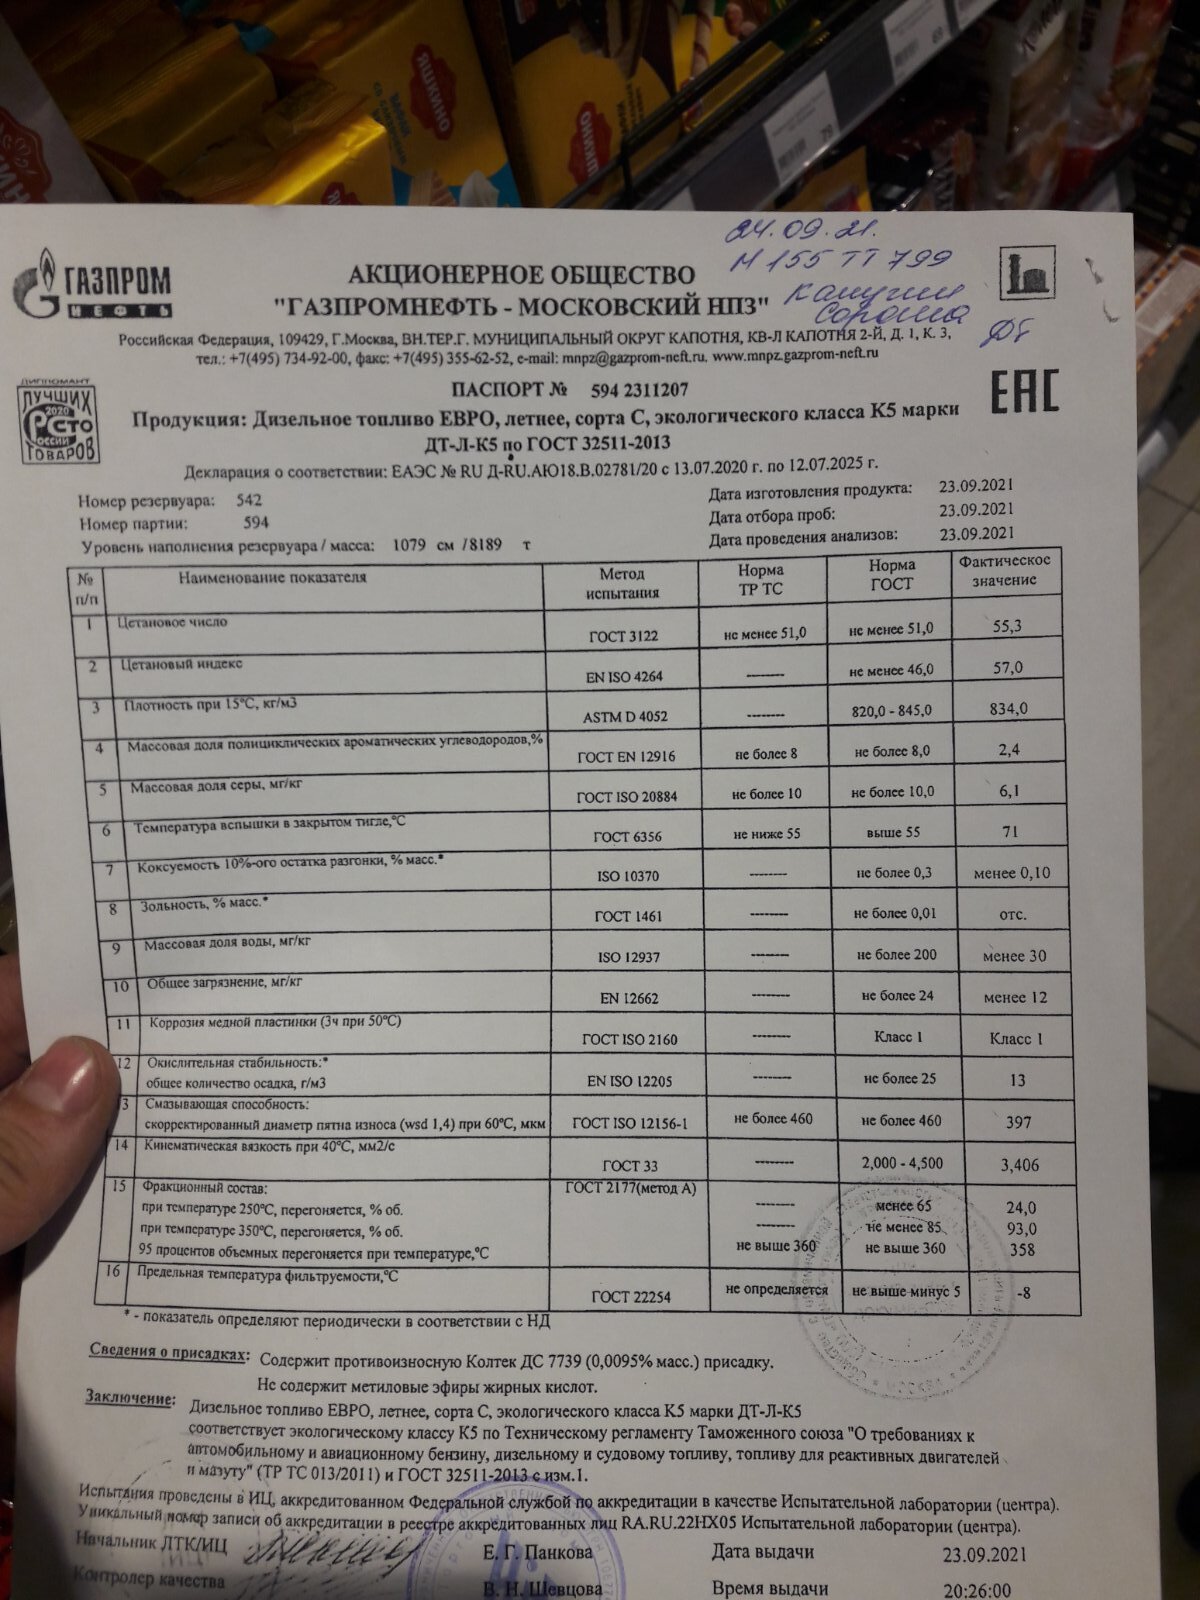 ЯШКИНО
ЯШКИНО
24.09.21.
М 155 ТТ 799
ДТ
ГАЗПРОМ
НЕФТЬ
АКЦИОНЕРНОЕ ОБЩЕСТВО
"ГАЗПРОМНЕФТЬ - МОСКОВСКИЙ НПЗ"
Российская Федерация, 109429, Г.Москва, ВН.ТЕР.Г. МУНИЦИПАЛЬНЫЙ ОКРУГ КАПОТНЯ, КВ-Л КАПОТНЯ 2-Й, Д. 1, К. 3,
тел.: +7(495) 734-92-00, факс: +7(495) 355-62-52, e-mail: mnpz@gazprom-neft.ru, www.mnpz.gazprom-neft.ru
ДИПЛОМАНТ
ЛУЧШИХ
2020
СТО
РОССИИ
ТОВАРОВ
EAC
ПАСПОРТ № 594 2311207
Продукция: Дизельное топливо ЕВРО, летнее, сорта С, экологического класса К5 марки
ДТ-Л-К5 по ГОСТ 32511-2013
Декларация о соответствии: ЕАЭС № RU Д-RU.АЮ18.В.02781/20 с 13.07.2020 г. по 12.07.2025 г.
Номер резервуара: 542
Дата изготовления продукта: 23.09.2021
Номер партии: 594
Дата отбора проб: 23.09.2021
Уровень наполнения резервуара / масса: 1079 см /8189 т
Дата проведения анализов: 23.09.2021
№ п/п Наименование показателя Метод испытания Норма ТР ТС Норма ГОСТ Фактическое значение
1 Цетановое число ГОСТ 3122 не менее 51,0 не менее 51,0 55,3
2 Цетановый индекс EN ISO 4264 -------- не менее 46,0 57,0
3 Плотность при 15°С, кг/м3 ASTM D 4052 -------- 820,0 - 845,0 834,0
4 Массовая доля полициклических ароматических углеводородов,% ГОСТ EN 12916 не более 8 не более 8,0 2,4
5 Массовая доля серы, мг/кг ГОСТ ISO 20884 не более 10 не более 10,0 6,1
6 Температура вспышки в закрытом тигле,°С ГОСТ 6356 не ниже 55 выше 55 71
7 Коксуемость 10%-ого остатка разгонки, % масс.* ISO 10370 -------- не более 0,3 менее 0,10
8 Зольность, % масс.* ГОСТ 1461 -------- не более 0,01 отс.
9 Массовая доля воды, мг/кг ISO 12937 -------- не более 200 менее 30
10 Общее загрязнение, мг/кг EN 12662 -------- не более 24 менее 12
11 Коррозия медной пластинки (3ч при 50°С) ГОСТ ISO 2160 -------- Класс 1 Класс 1
12 Окислительная стабильность:*
общее количество осадка, г/м3 EN ISO 12205 -------- не более 25 13
3 Смазывающая способность:
скорректированный диаметр пятна износа (wsd 1,4) при 60°С, мкм ГОСТ ISO 12156-1 не более 460 не более 460 397
14 Кинематическая вязкость при 40°С, мм2/с ГОСТ 33 -------- 2,000 - 4,500 3,406
15 Фракционный состав: ГОСТ 2177(метод А)
при температуре 250°С, перегоняется, % об. -------- менее 65 24,0
при температуре 350°С, перегоняется, % об. -------- не менее 85 93,0
95 процентов объемных перегоняется при температуре,°С не выше 360 не выше 360 358
16 Предельная температура фильтруемости,°С ГОСТ 22254 не определяется не выше минус 5 -8
* - показатель определяют периодически в соответствии с НД
Сведения о присадках: Содержит противоизносную Колтек ДС 7739 (0,0095% масс.) присадку.
Не содержит метиловые эфиры жирных кислот.
Заключение: Дизельное топливо ЕВРО, летнее, сорта С, экологического класса К5 марки ДТ-Л-К5
соответствует экологическому классу К5 по Техническому регламенту Таможенного союза "О требованиях к
автомобильному и авиационному бензину, дизельному и судовому топливу, топливу для реактивных двигателей
и мазуту" (ТР ТС 013/2011) и ГОСТ 32511-2013 с изм.1.
Испытания проведены в ИЦ, аккредитованном Федеральной службой по аккредитации в качестве Испытательной лаборатории (центра).
Уникальный номер записи об аккредитации в реестре аккредитованных лиц RA.RU.22НХ05 Испытательной лаборатории (центра).
Начальник ЛТК/ИЦ Е. Г. Панкова Дата выдачи 23.09.2021
Контролер качества В. Н. Шевцова Время выдачи 20:26:00